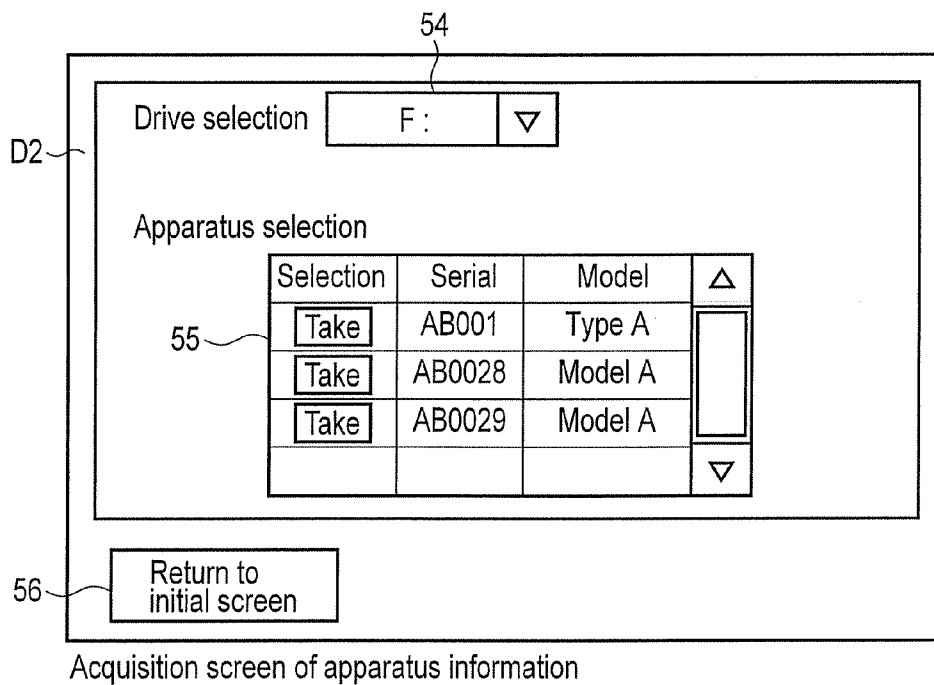 54
Drive selection F :
D2
Apparatus selection
Selection Serial Model
Take AB001 Type A
55
Take AB0028 Model A
Take AB0029 Model A
56
Return to
initial screen
Acquisition screen of apparatus information